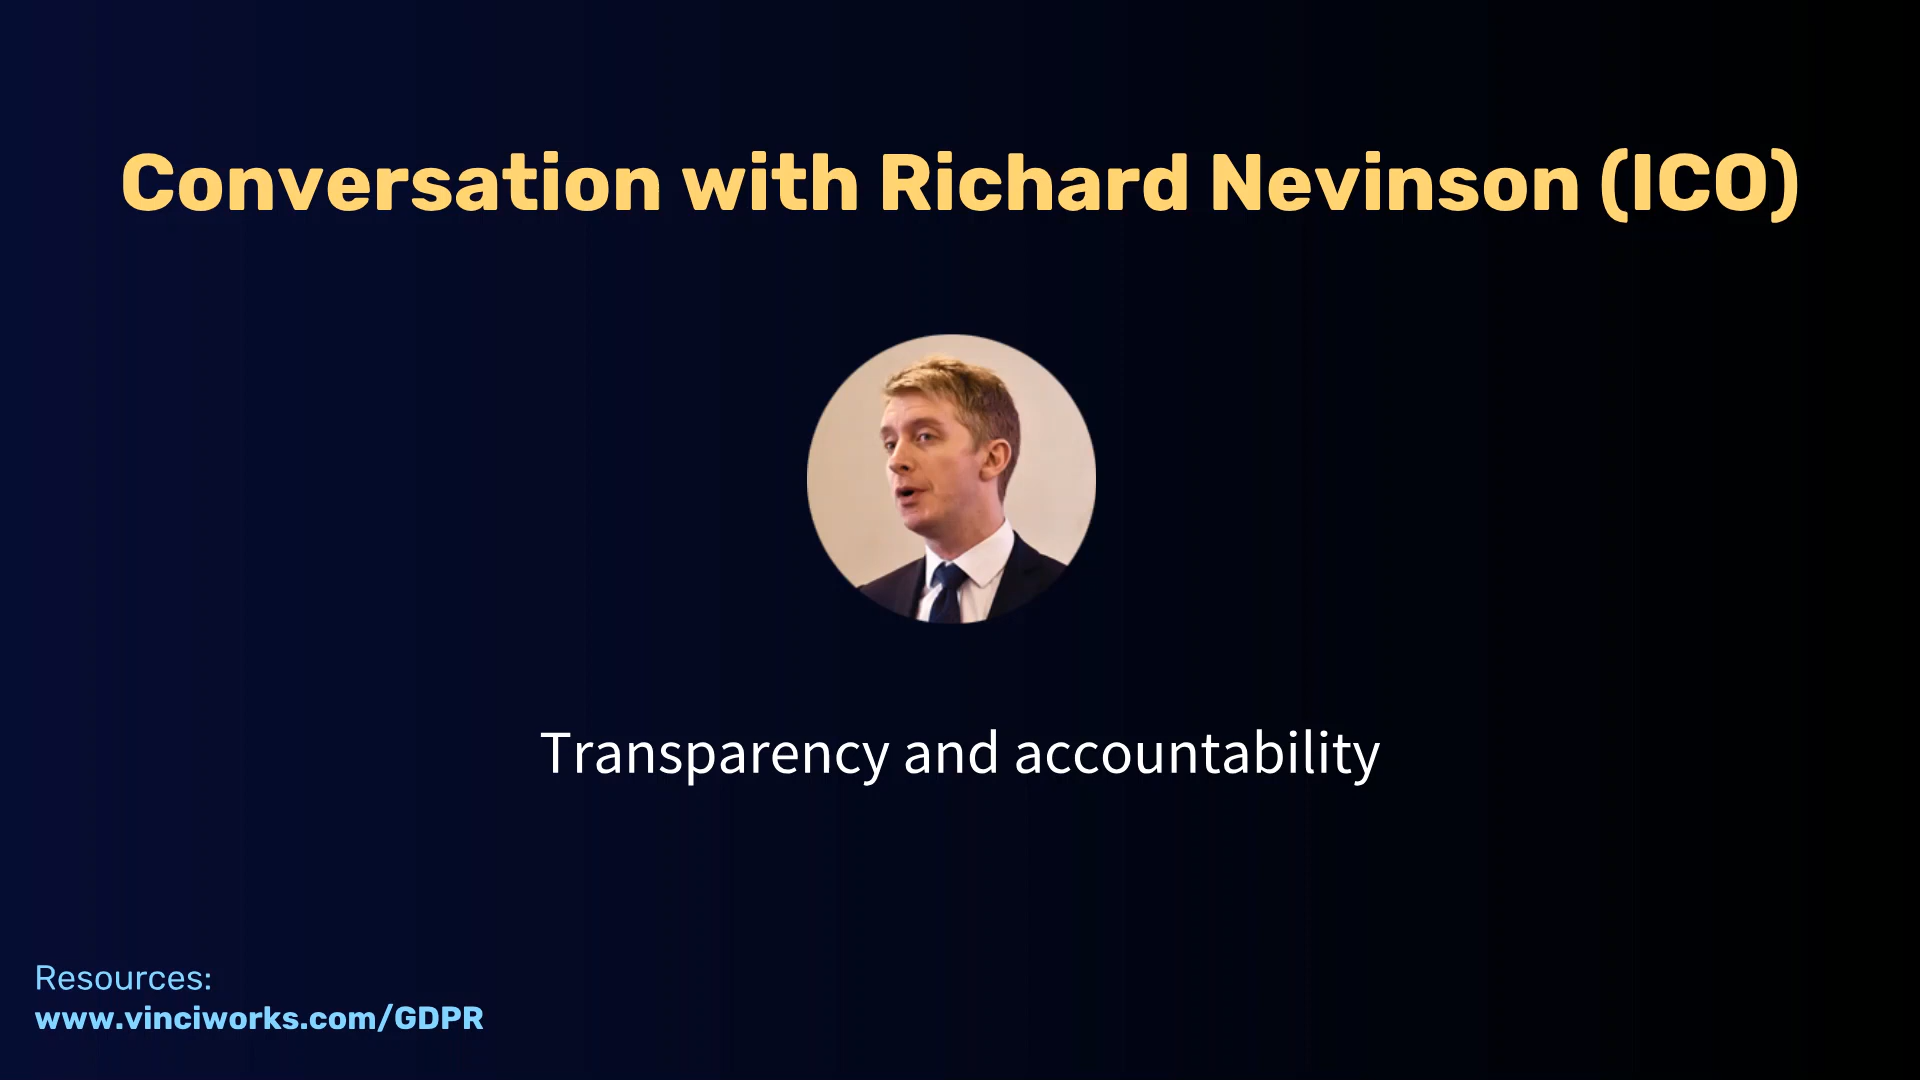 Conversation with Richard Nevinson (ICO)
Transparency and accountability
Resources:
www.vinciworks.com/GDPR